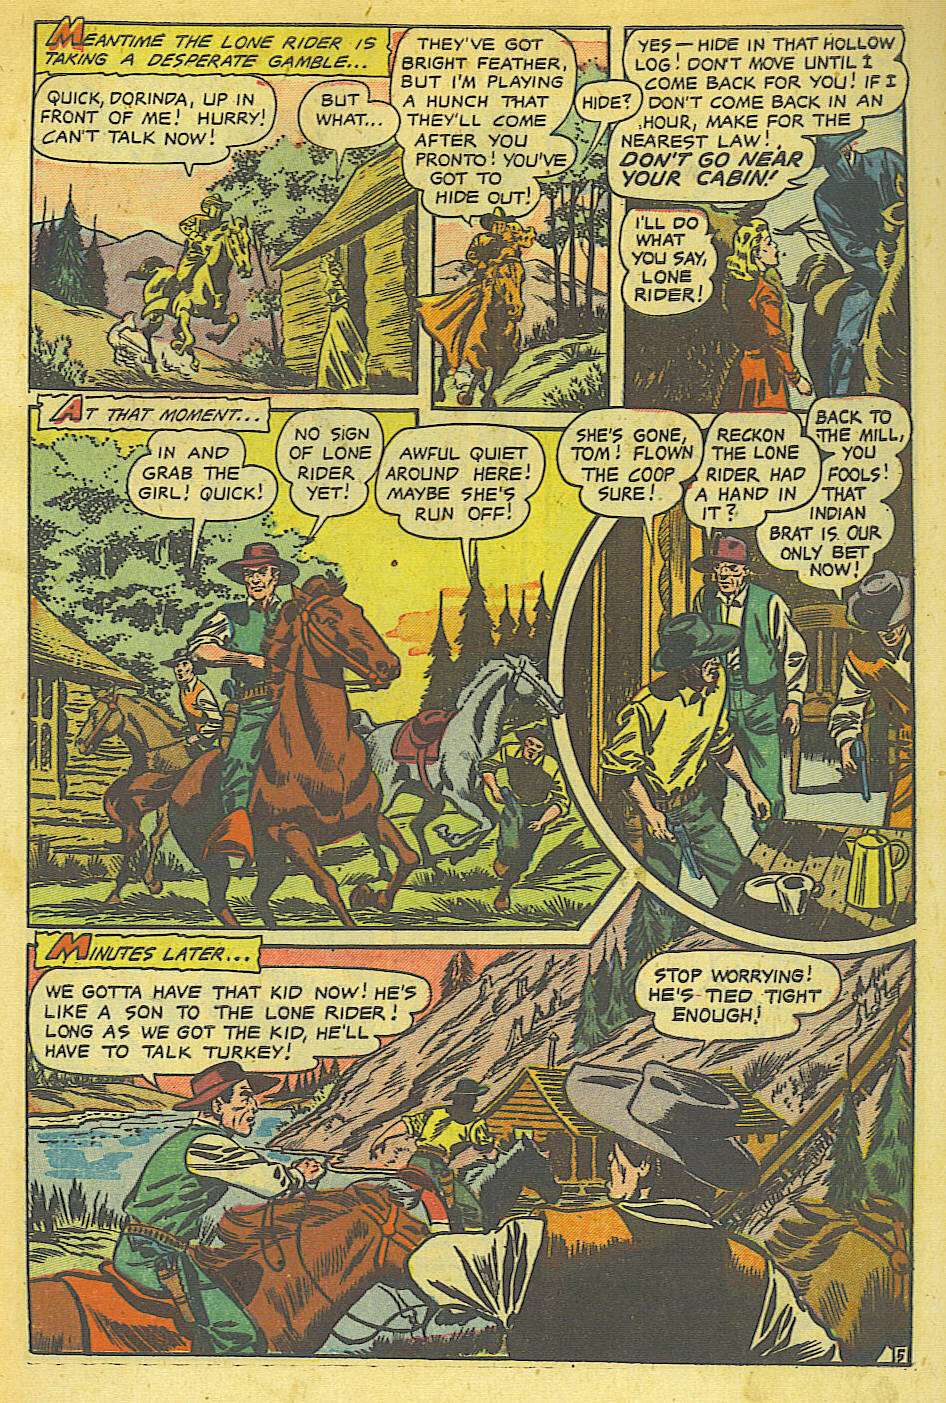 MEANTIME THE LONE RIDER IS
TAKING A DESPERATE GAMBLE...
QUICK, DORINDA, UP IN
FRONT OF ME! HURRY!
CAN'T TALK NOW!
BUT
WHAT...
THEY'VE GOT
BRIGHT FEATHER,
BUT I'M PLAYING
A HUNCH THAT
THEY'LL COME
AFTER YOU
PRONTO! YOU'VE
GOT TO
HIDE OUT!
HIDE?
YES — HIDE IN THAT HOLLOW
LOG! DON'T MOVE UNTIL I
COME BACK FOR YOU! IF I
DON'T COME BACK IN AN
HOUR, MAKE FOR THE
NEAREST LAW!
DON'T GO NEAR
YOUR CABIN!
I'LL DO
WHAT
YOU SAY,
LONE
RIDER!
AT THAT MOMENT...
IN AND
GRAB THE
GIRL! QUICK!
NO SIGN
OF LONE
RIDER
YET!
AWFUL QUIET
AROUND HERE!
MAYBE SHE'S
RUN OFF!
SHE'S GONE,
TOM! FLOWN
THE COOP
SURE!
RECKON
THE LONE
RIDER HAD
A HAND IN
IT?
BACK TO
THE MILL,
YOU
FOOLS!
THAT
INDIAN
BRAT IS OUR
ONLY BET
NOW!
MINUTES LATER...
WE GOTTA HAVE THAT KID NOW! HE'S
LIKE A SON TO THE LONE RIDER!
LONG AS WE GOT THE KID, HE'LL
HAVE TO TALK TURKEY!
STOP WORRYING!
HE'S TIED TIGHT
ENOUGH!
5